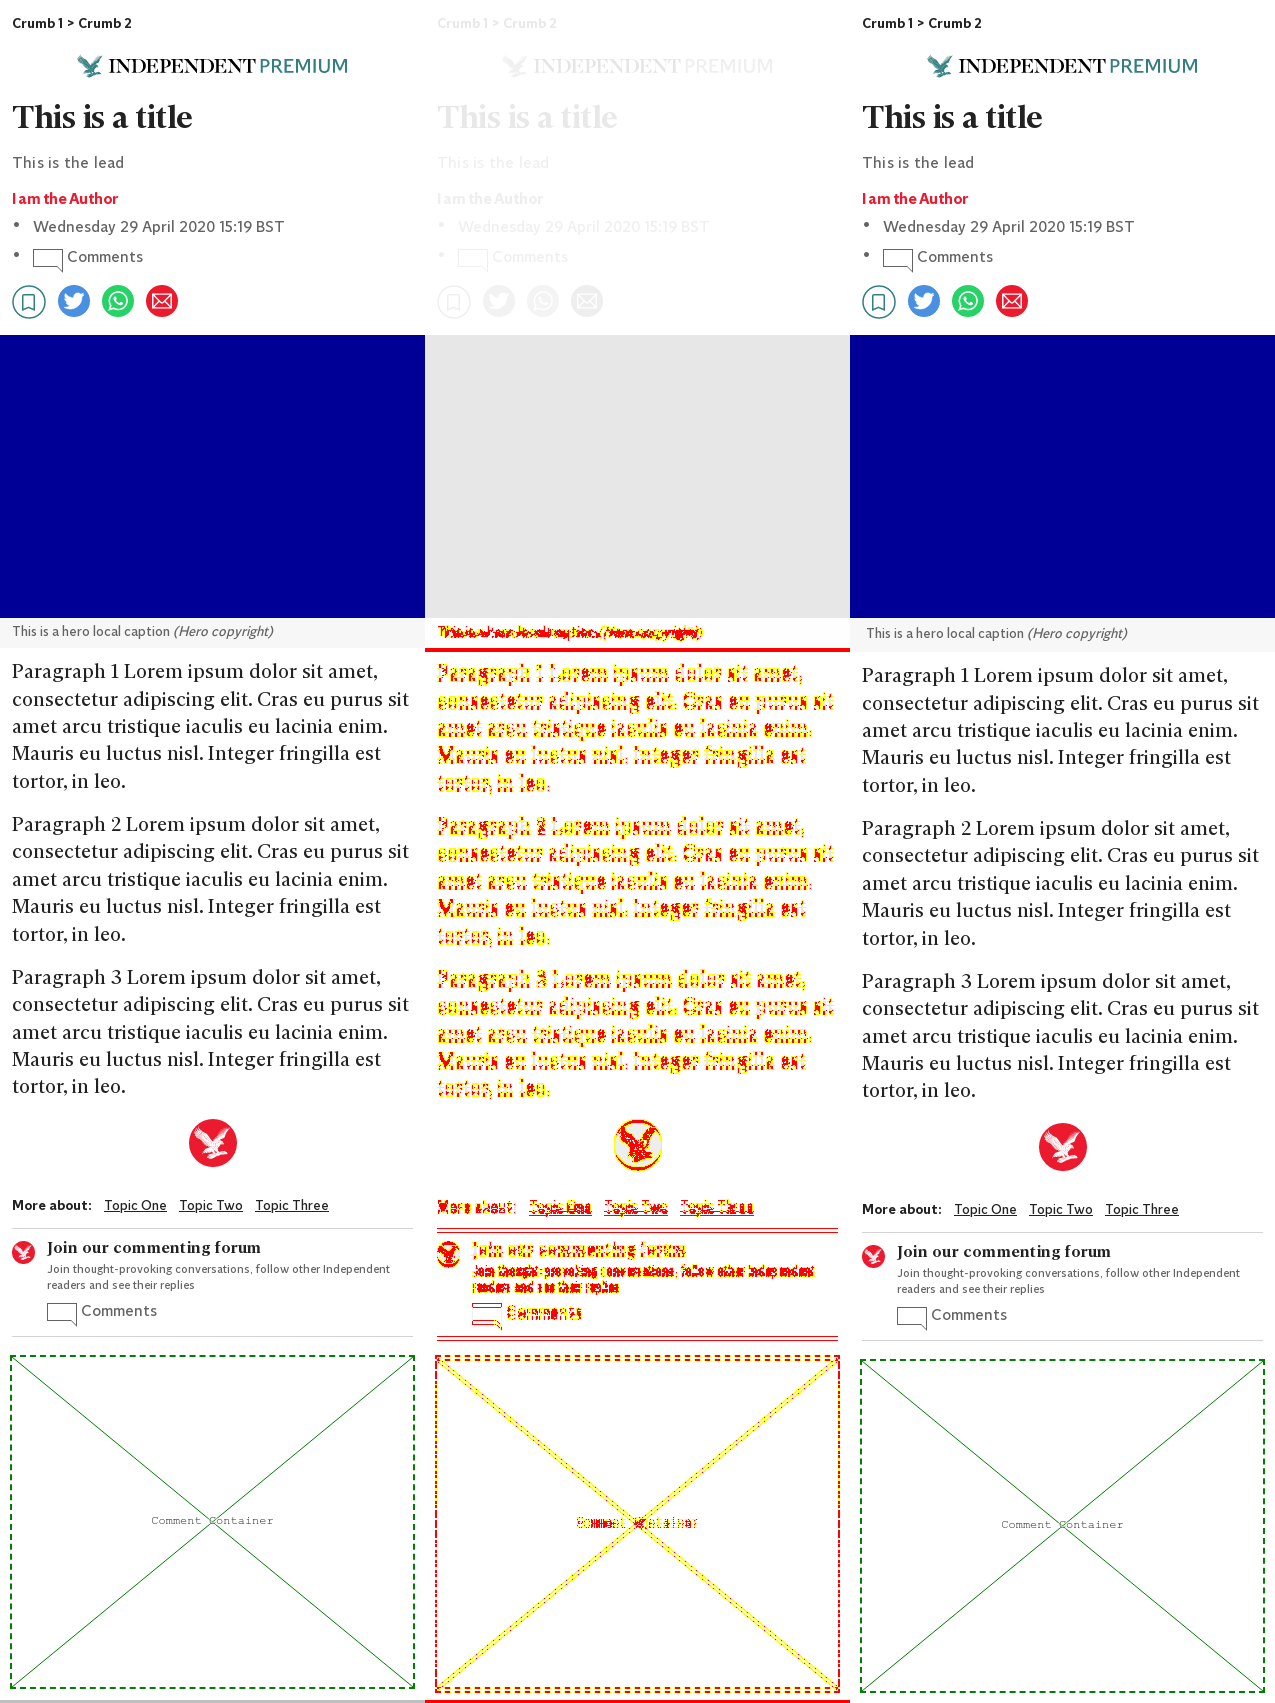 Crumb 1 > Crumb 2
INDEPENDENT PREMIUM
This is a title
This is the lead
I am the Author
• Wednesday 29 April 2020 15:19 BST
• Comments
This is a hero local caption (Hero copyright)
Paragraph 1 Lorem ipsum dolor sit amet,
consectetur adipiscing elit. Cras eu purus sit
amet arcu tristique iaculis eu lacinia enim.
Mauris eu luctus nisl. Integer fringilla est
tortor, in leo.
Paragraph 2 Lorem ipsum dolor sit amet,
consectetur adipiscing elit. Cras eu purus sit
amet arcu tristique iaculis eu lacinia enim.
Mauris eu luctus nisl. Integer fringilla est
tortor, in leo.
Paragraph 3 Lorem ipsum dolor sit amet,
consectetur adipiscing elit. Cras eu purus sit
amet arcu tristique iaculis eu lacinia enim.
Mauris eu luctus nisl. Integer fringilla est
tortor, in leo.
More about: Topic One Topic Two Topic Three
Join our commenting forum
Join thought-provoking conversations, follow other Independent
readers and see their replies
Comments
Comment Container
Crumb 1 > Crumb 2
INDEPENDENT PREMIUM
This is a title
This is the lead
I am the Author
• Wednesday 29 April 2020 15:19 BST
• Comments
This is a hero local caption (Hero copyright)
Paragraph 1 Lorem ipsum dolor sit amet,
consectetur adipiscing elit. Cras eu purus sit
amet arcu tristique iaculis eu lacinia enim.
Mauris eu luctus nisl. Integer fringilla est
tortor, in leo.
Paragraph 2 Lorem ipsum dolor sit amet,
consectetur adipiscing elit. Cras eu purus sit
amet arcu tristique iaculis eu lacinia enim.
Mauris eu luctus nisl. Integer fringilla est
tortor, in leo.
Paragraph 3 Lorem ipsum dolor sit amet,
consectetur adipiscing elit. Cras eu purus sit
amet arcu tristique iaculis eu lacinia enim.
Mauris eu luctus nisl. Integer fringilla est
tortor, in leo.
More about: Topic One Topic Two Topic Three
Join our commenting forum
Join thought-provoking conversations, follow other Independent
readers and see their replies
Comments
Comment Container
Crumb 1 > Crumb 2
INDEPENDENT PREMIUM
This is a title
This is the lead
I am the Author
• Wednesday 29 April 2020 15:19 BST
• Comments
This is a hero local caption (Hero copyright)
Paragraph 1 Lorem ipsum dolor sit amet,
consectetur adipiscing elit. Cras eu purus sit
amet arcu tristique iaculis eu lacinia enim.
Mauris eu luctus nisl. Integer fringilla est
tortor, in leo.
Paragraph 2 Lorem ipsum dolor sit amet,
consectetur adipiscing elit. Cras eu purus sit
amet arcu tristique iaculis eu lacinia enim.
Mauris eu luctus nisl. Integer fringilla est
tortor, in leo.
Paragraph 3 Lorem ipsum dolor sit amet,
consectetur adipiscing elit. Cras eu purus sit
amet arcu tristique iaculis eu lacinia enim.
Mauris eu luctus nisl. Integer fringilla est
tortor, in leo.
More about: Topic One Topic Two Topic Three
Join our commenting forum
Join thought-provoking conversations, follow other Independent
readers and see their replies
Comments
Comment Container